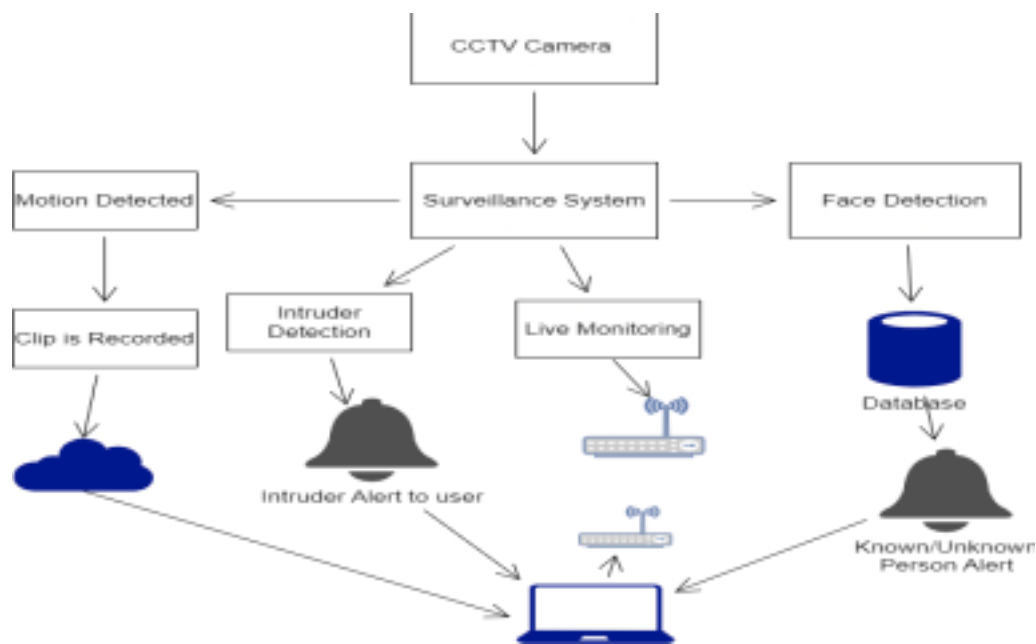 CCTV Camera
Motion Detected
Surveillance System
Face Detection
Intruder
Detection
Clip is Recorded
Live Monitoring
Database
Intruder Alert to user
Known/Unknown
Person Alert